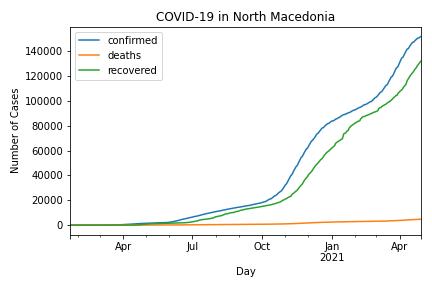 COVID-19 in North Macedonia
confirmed
deaths
recovered
Number of Cases
140000
120000
100000
80000
60000
40000
20000
0
Apr
Jul
Oct
Jan
2021
Apr
Day